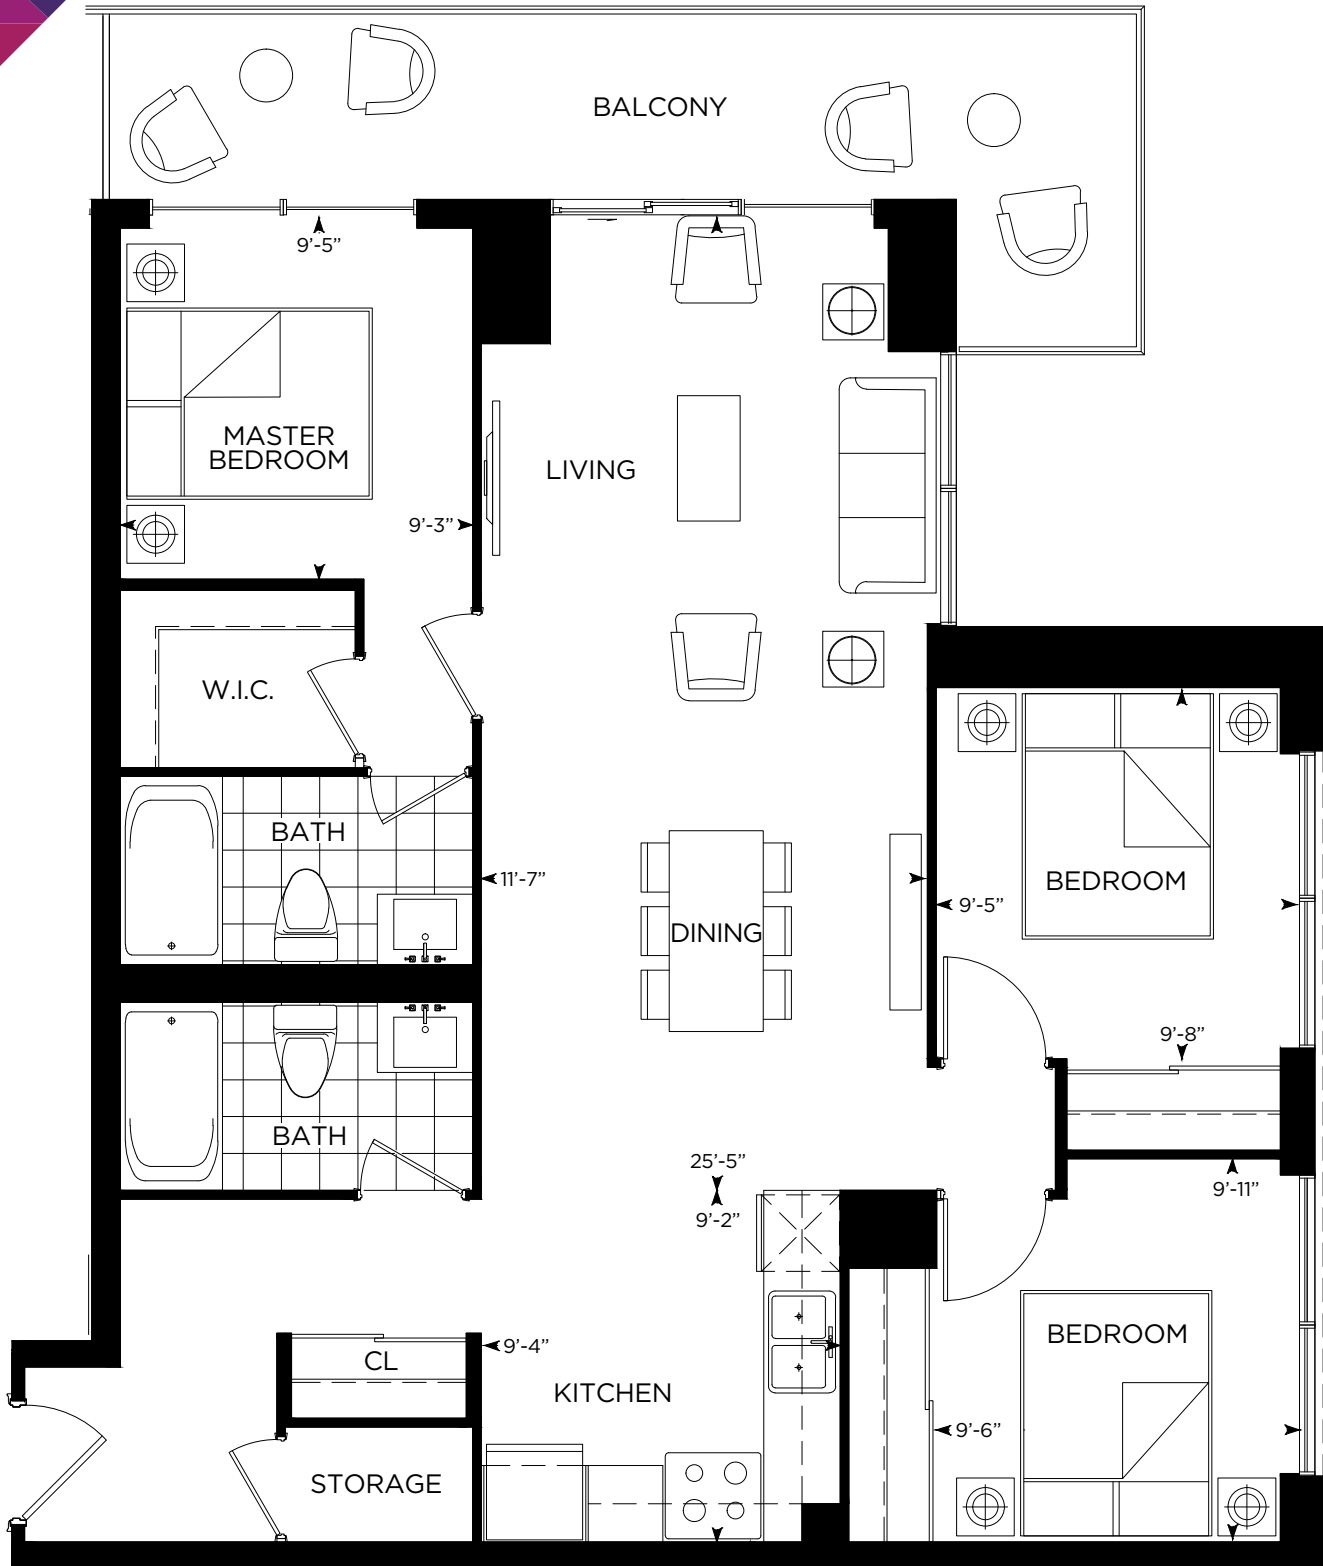 BALCONY
9’-5”
MASTER
BEDROOM
LIVING
9’-3”
W.I.C.
BATH
11’-7”
BEDROOM
9’-5”
DINING
9’-8”
BATH
25’-5”
9’-2”
9’-11”
BEDROOM
9’-4”
CL
KITCHEN
9’-6”
STORAGE